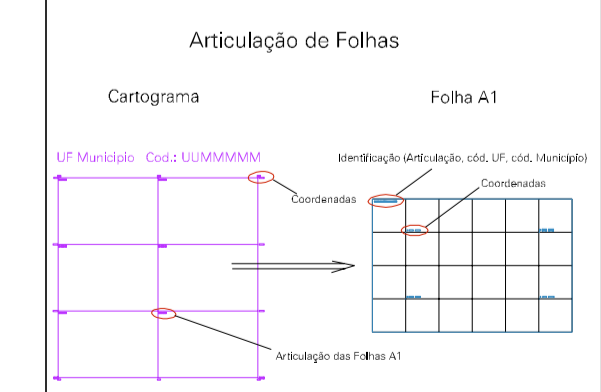 Articulação de Folhas
Cartograma
Folha A1
UF Municipio Cod.: UUMMMMM
Identificação (Articulação, cód. UF, cód. Município)
Coordenadas
Coordenadas
Articulação das Folhas A1